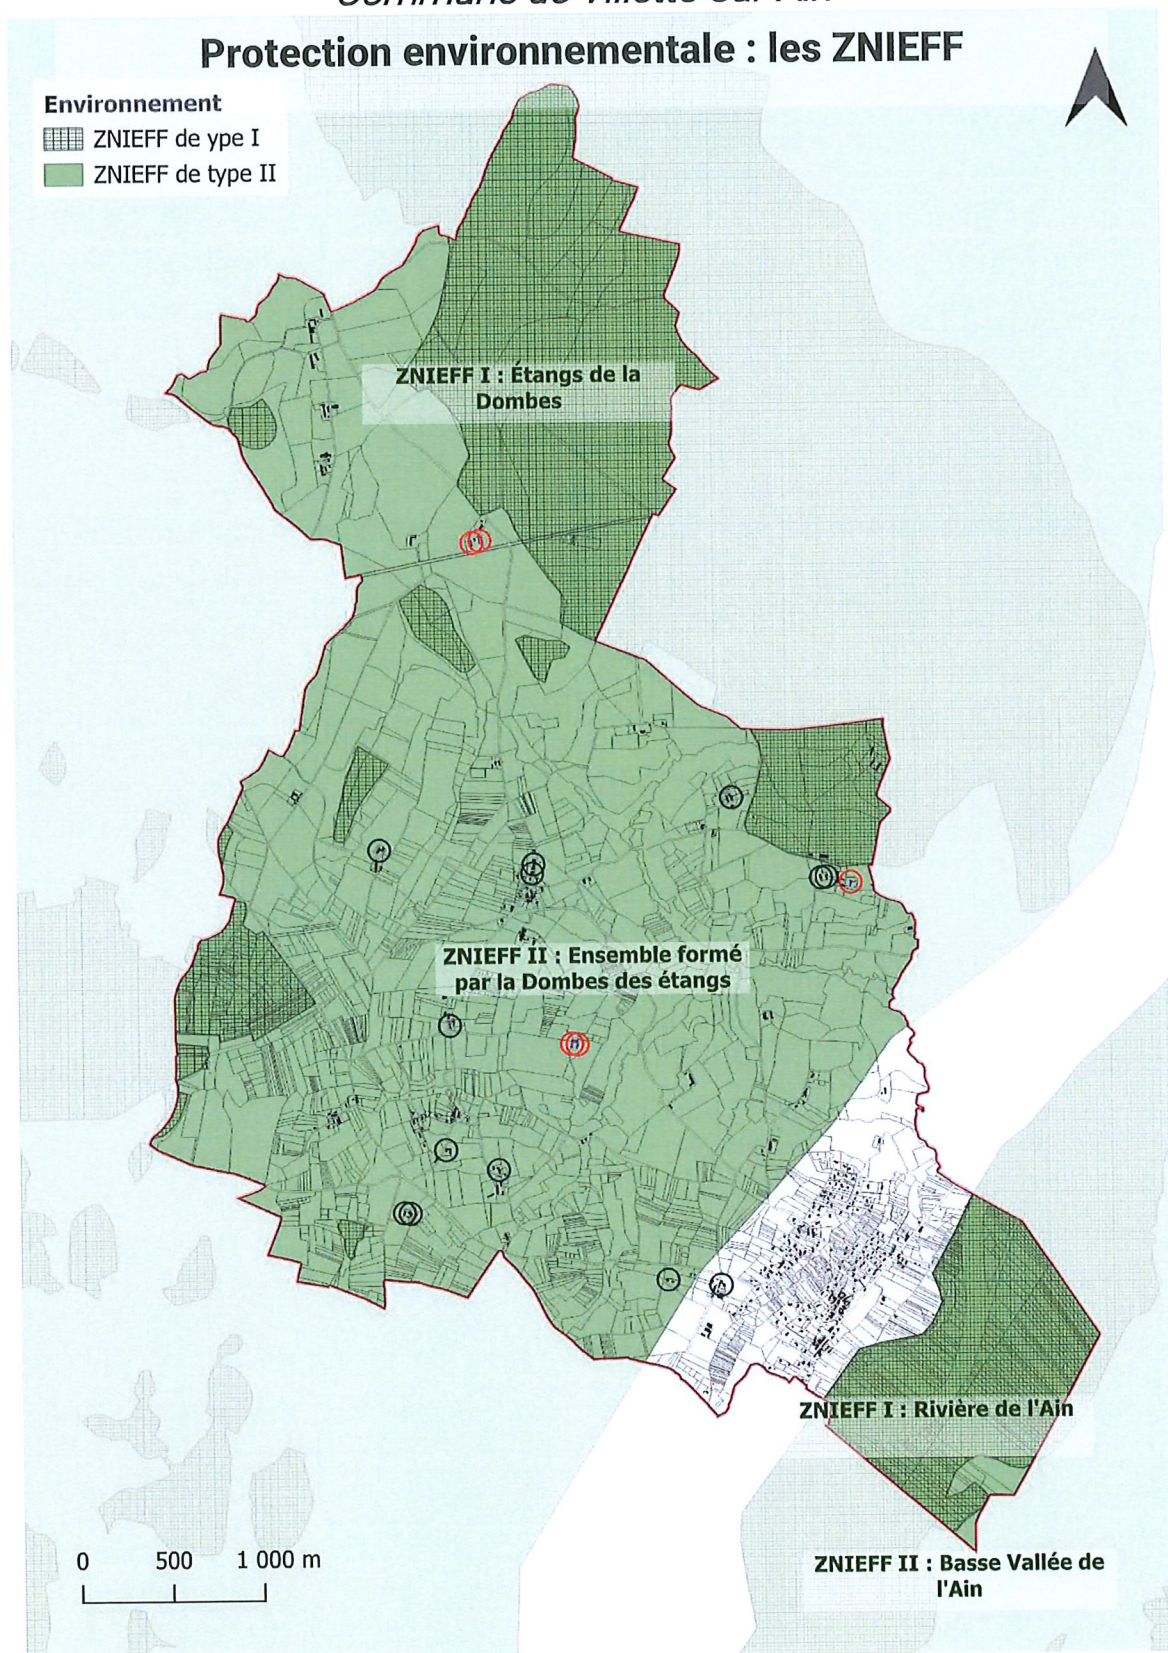 Protection environnementale : les ZNIEFF
Environnement
ZNIEFF de ype I
ZNIEFF de type II
ZNIEFF I : Étangs de la
Dombes
ZNIEFF II : Ensemble formé
par la Dombes des étangs
ZNIEFF I : Rivière de l'Ain
ZNIEFF II : Basse Vallée de
l'Ain
0 500 1 000 m